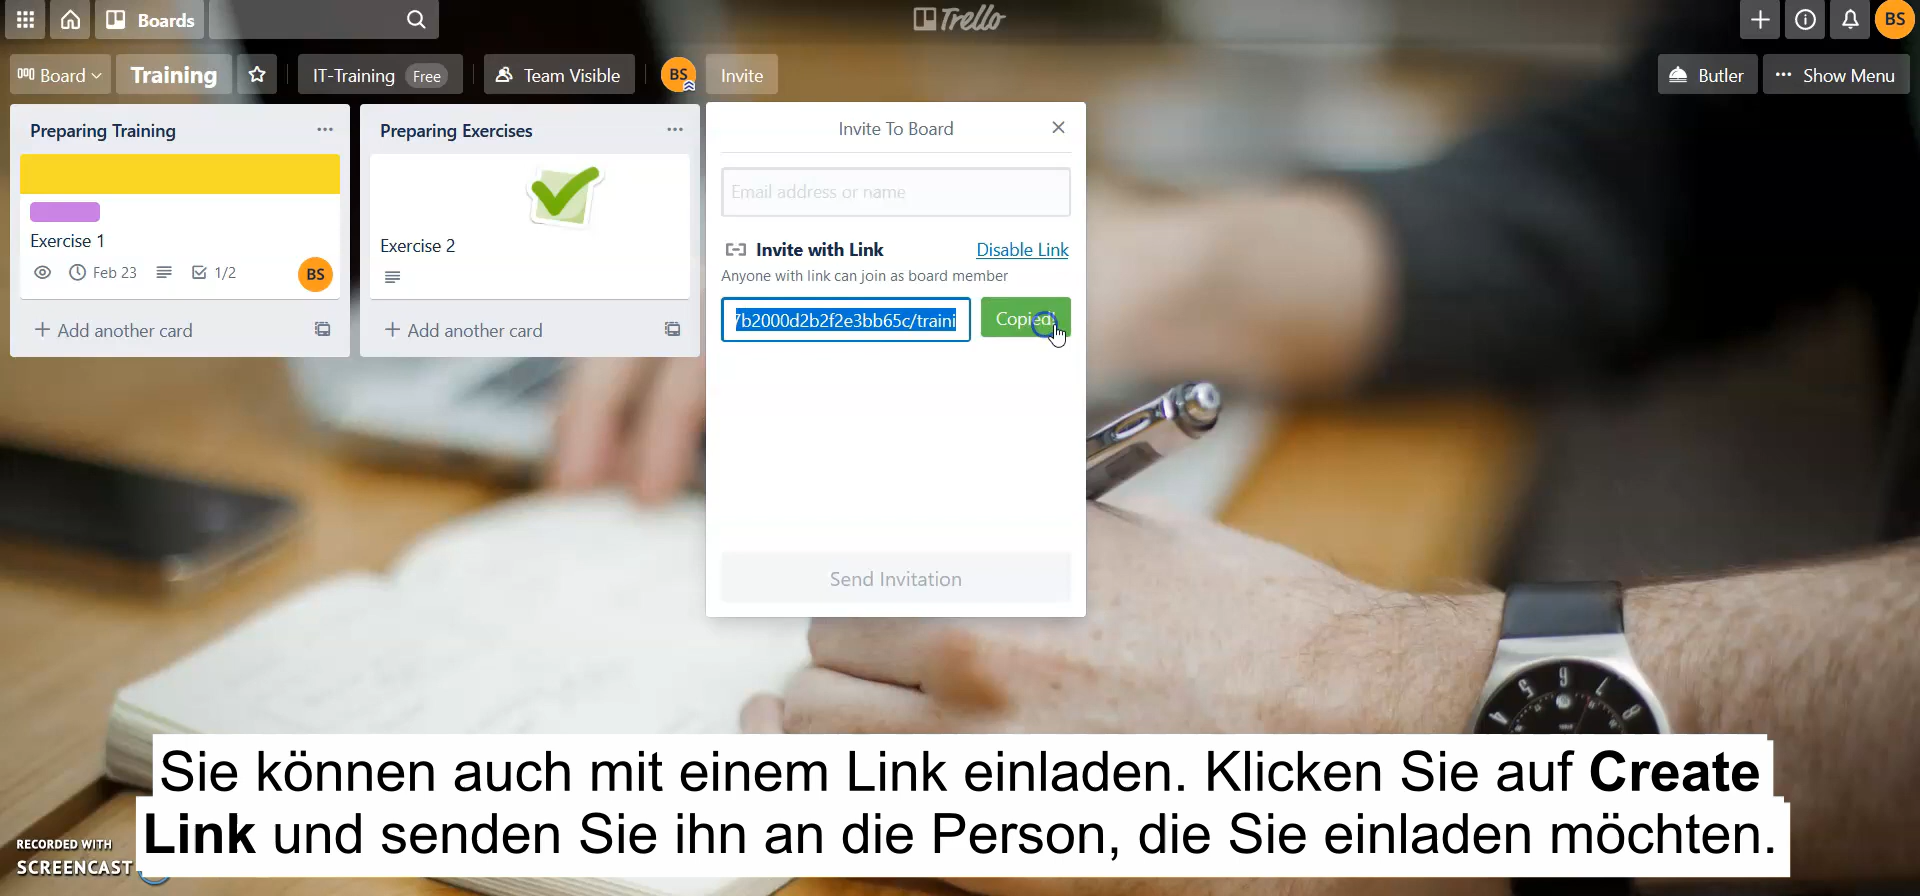 Boards
Trello
BS
Board
Training
IT-Training Free
Team Visible
BS
Invite
Butler
... Show Menu
Preparing Training ...
Exercise 1
Feb 23
1/2
BS
+ Add another card
Preparing Exercises ...
Exercise 2
+ Add another card
Invite To Board
Email address or name
Invite with Link Disable Link
Anyone with link can join as board member
7b2000d2b2f2e3bb65c/traini
Copied!
Send Invitation
Sie können auch mit einem Link einladen. Klicken Sie auf Create
Link und senden Sie ihn an die Person, die Sie einladen möchten.
RECORDED WITH
SCREENCAST